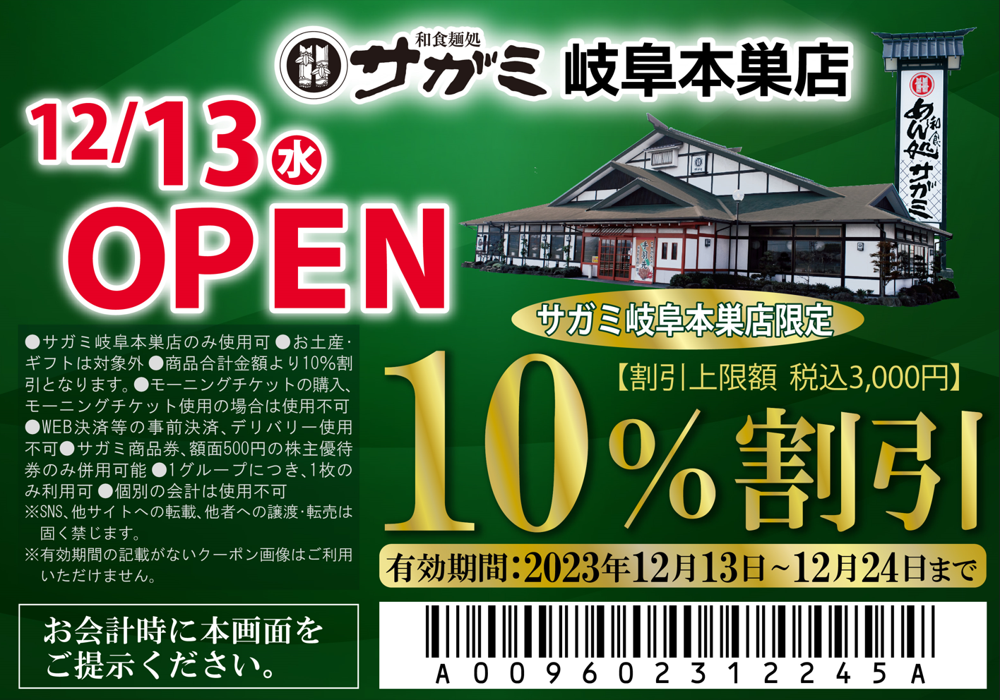 和食麺処
サガミ 岐阜本巣店
12/13水
OPEN
和食
めん処
サガミ
サガミ
手羽先
サガミ岐阜本巣店限定
【割引上限額 税込3,000円】
10%割引
有効期間:2023年12月13日~12月24日まで
●サガミ岐阜本巣店のみ使用可 ●お土産・
ギフトは対象外 ●商品合計金額より10%割
引となります。●モーニングチケットの購入、
モーニングチケット使用の場合は使用不可
●WEB決済等の事前決済、デリバリー使用
不可●サガミ商品券、額面500円の株主優待
券のみ併用可能 ●1グループにつき、1枚の
み利用可 ●個別の会計は使用不可
※SNS、他サイトへの転載、他者への譲渡・転売は
固く禁じます。
※有効期間の記載がないクーポン画像はご利用
いただけません。
お会計時に本画面を
ご提示ください。
A009602312245A